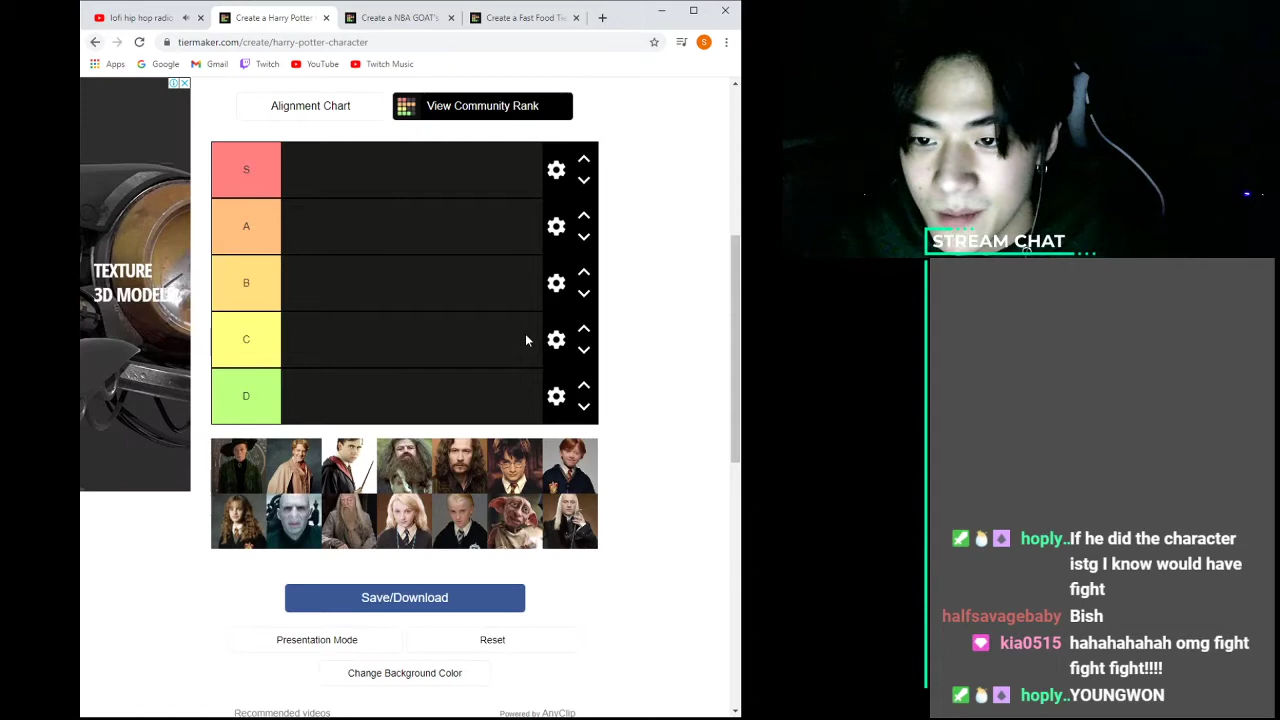 lofi hip hop radio
Create a Harry Potter
Create a NBA GOAT's
Create a Fast Food Tie
tiermaker.com/create/harry-potter-character
S
Apps Google Gmail Twitch YouTube Twitch Music
Alignment Chart
View Community Rank
S
A
B
C
D
TEXTURE
3D MODEL
Save/Download
Presentation Mode
Reset
Change Background Color
Recommended videos
Powered by AnyClip
STREAM CHAT
hoply.. If he did the character
istg I know would have
fight
halfsavagebaby Bish
kia0515 hahahahahah omg fight
fight fight!!!!
hoply.. YOUNGWON